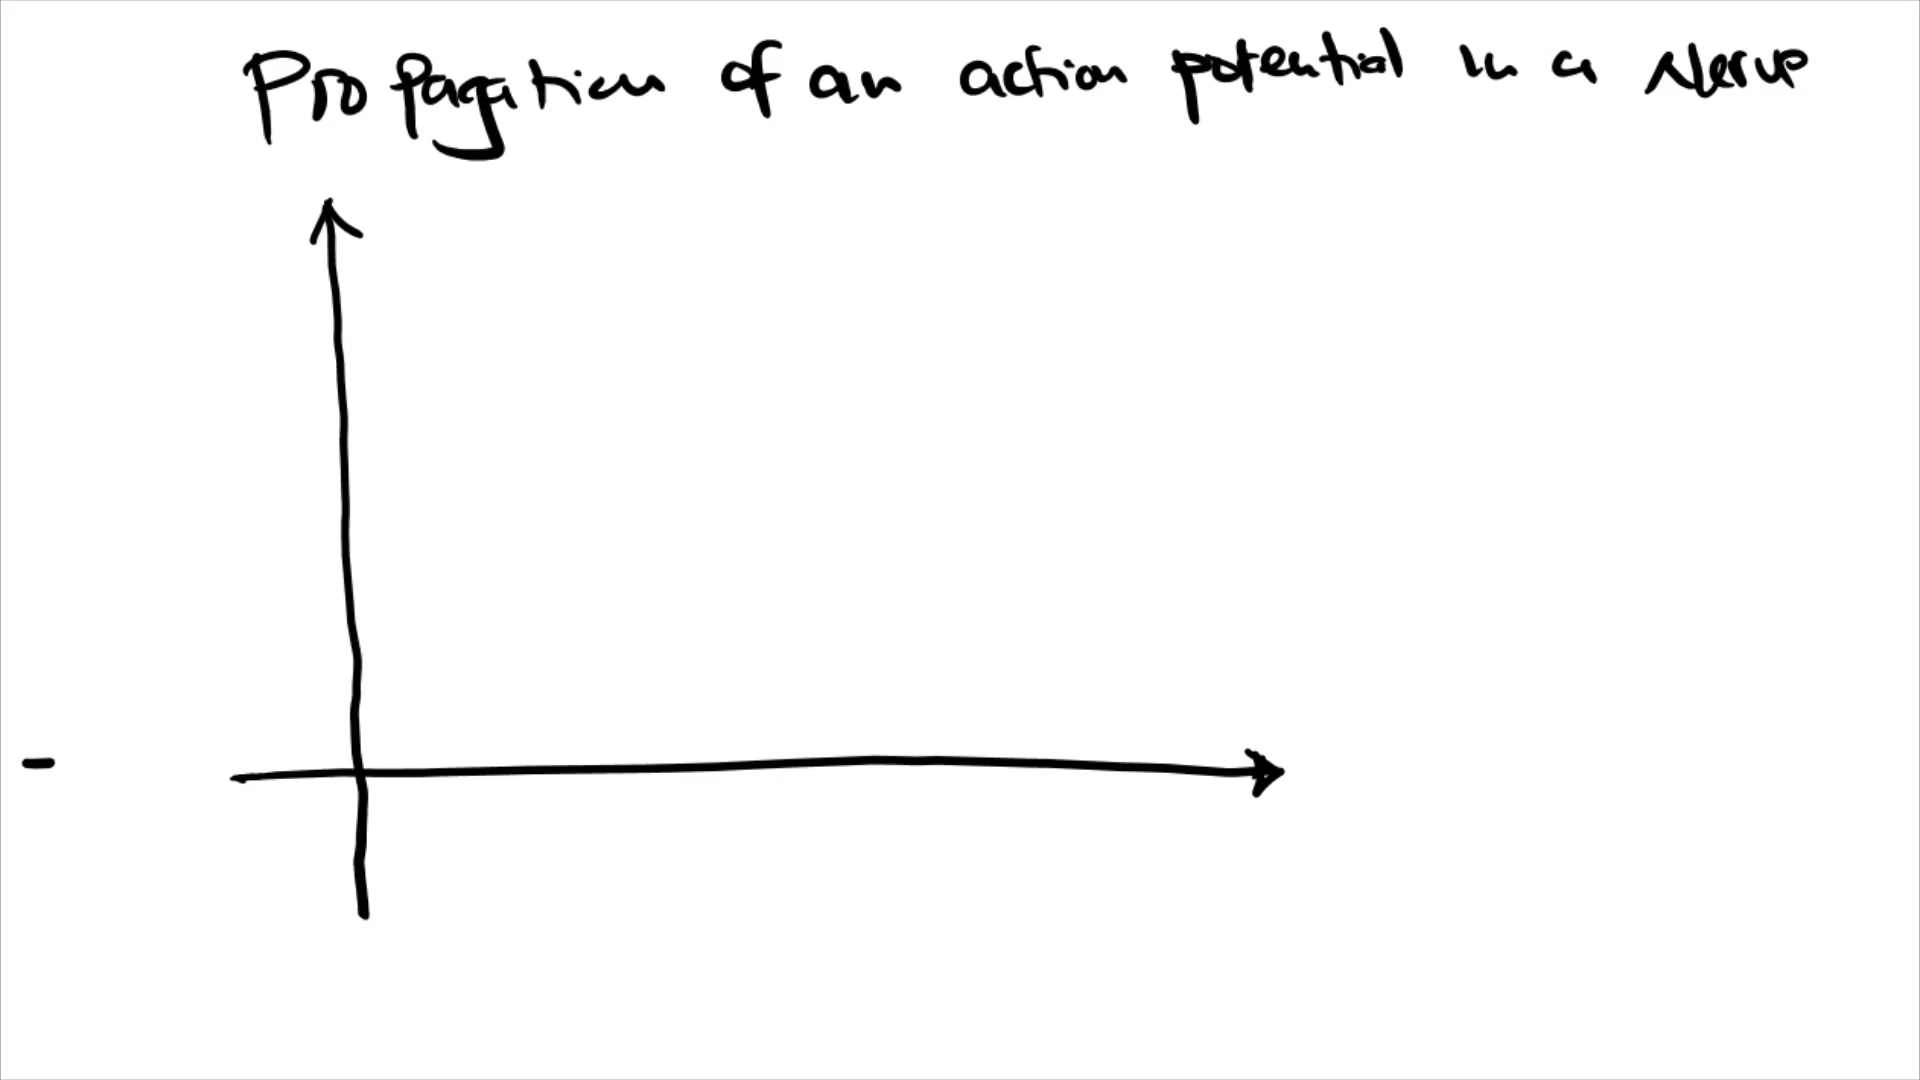 Propagation of an action potential in a Nerve
-